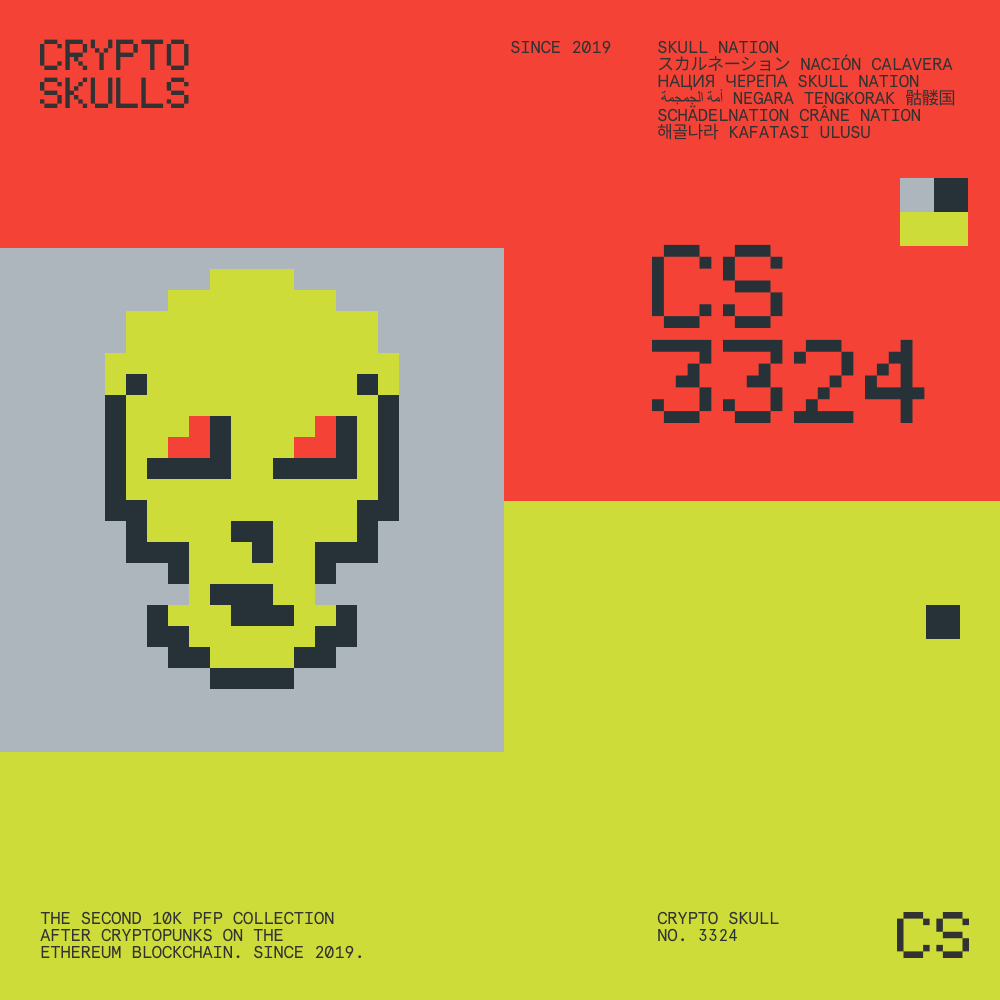 CRYPTO
SKULLS
SINCE 2019
SKULL NATION
スカルネーション NACIÓN CALAVERA
НАЦИЯ ЧЕРЕПА SKULL NATION
أمة الجمجمة NEGARA TENGKORAK 骷髅国
SCHÄDELNATION CRÂNE NATION
해골나라 KAFATASI ULUSU
CS
3324
THE SECOND 10K PFP COLLECTION
AFTER CRYPTOPUNKS ON THE
ETHEREUM BLOCKCHAIN. SINCE 2019.
CRYPTO SKULL
NO. 3324
CS